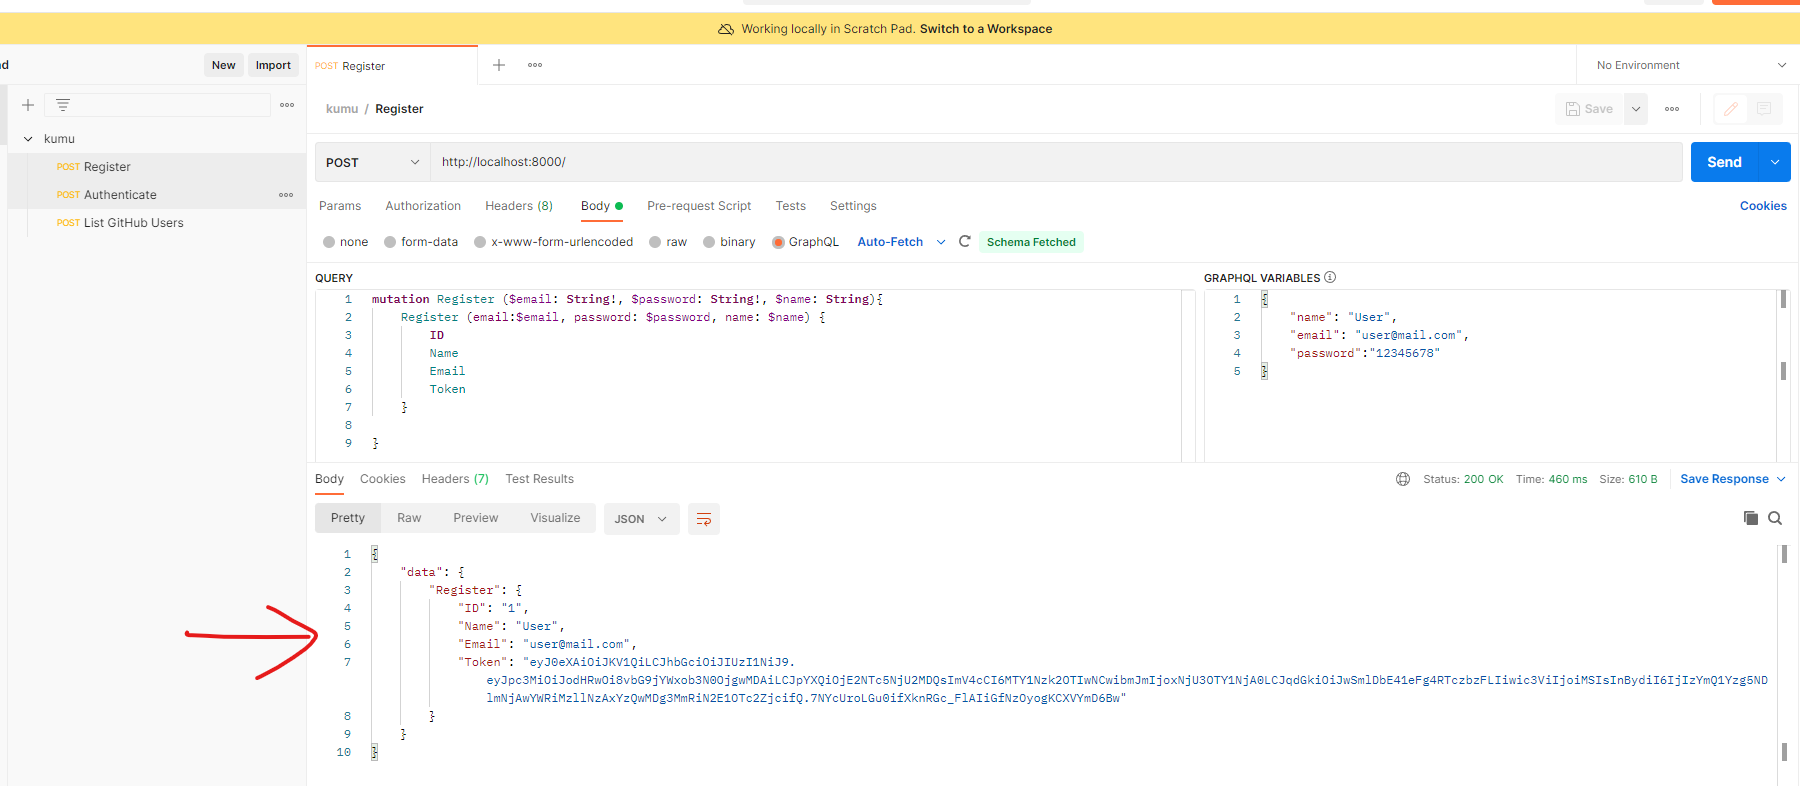 Working locally in Scratch Pad. Switch to a Workspace
d
New
Import
POST Register
No Environment
kumu / Register
Save
kumu
POST Register
POST Authenticate
POST List GitHub Users
POST
http://localhost:8000/
Send
Params
Authorization
Headers (8)
Body
Pre-request Script
Tests
Settings
Cookies
none
form-data
x-www-form-urlencoded
raw
binary
GraphQL
Auto-Fetch
Schema Fetched
QUERY
1 mutation Register ($email: String!, $password: String!, $name: String){
2 Register (email:$email, password: $password, name: $name) {
3 ID
4 Name
5 Email
6 Token
7 }
8
9 }
GRAPHQL VARIABLES
1 {
2 "name": "User",
3 "email": "user@mail.com",
4 "password":"12345678"
5 }
Body
Cookies
Headers (7)
Test Results
Status: 200 OK
Time: 460 ms
Size: 610 B
Save Response
Pretty
Raw
Preview
Visualize
JSON
1 {
2 "data": {
3 "Register": {
4 "ID": "1",
5 "Name": "User",
6 "Email": "user@mail.com",
7 "Token": "eyJ0eXAiOiJKV1QiLCJhbGciOiJIUzI1NiJ9.
8 }
9 }
10 }